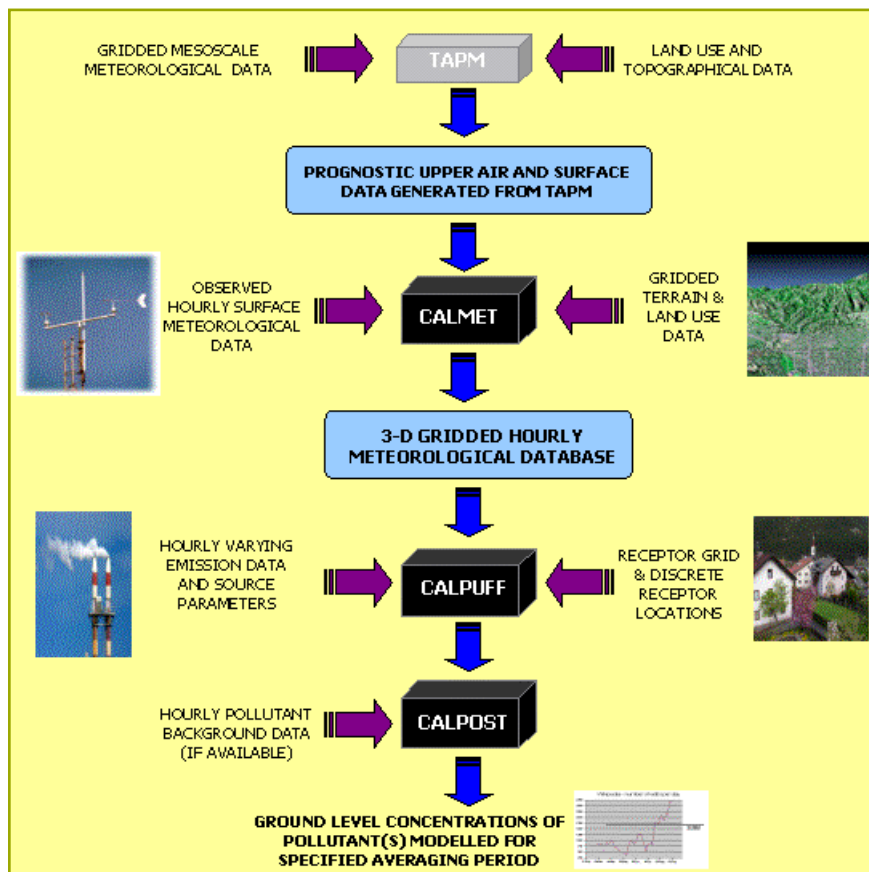 GRIDDED MESOSCALE
METEOROLOGICAL DATA
TAPM
LAND USE AND
TOPOGRAPHICAL DATA
PROGNOSTIC UPPER AIR AND SURFACE
DATA GENERATED FROM TAPM
OBSERVED
HOURLY SURFACE
METEOROLOGICAL
DATA
CALMET
GRIDDED
TERRAIN &
LAND USE
DATA
3-D GRIDDED HOURLY
METEOROLOGICAL DATABASE
HOURLY VARYING
EMISSION DATA
AND SOURCE
PARAMETERS
CALPUFF
RECEPTOR GRID
& DISCRETE
RECEPTOR
LOCATIONS
HOURLY POLLUTANT
BACKGROUND DATA
(IF AVAILABLE)
CALPOST
GROUND LEVEL CONCENTRATIONS OF
POLLUTANT(S) MODELLED FOR
SPECIFIED AVERAGING PERIOD